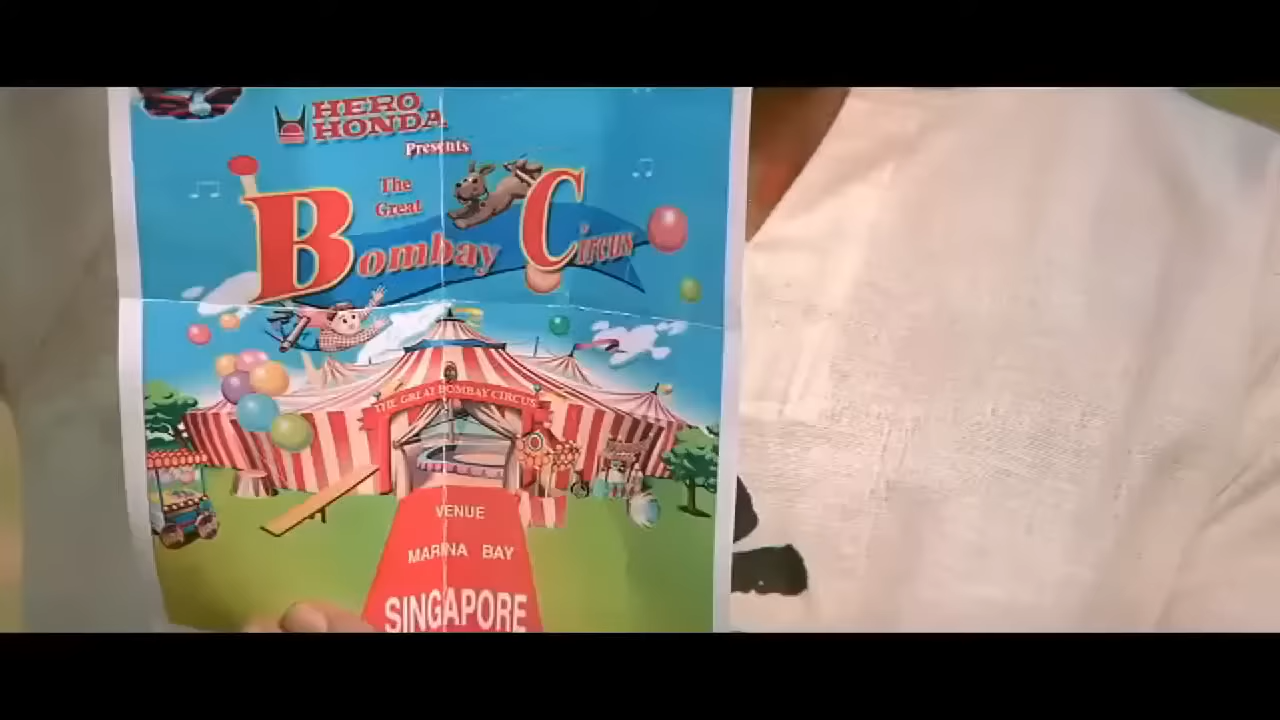 HERO
HONDA
Presents
The
Great
Bombay Circus
THE GREAT BOMBAY CIRCUS
VENUE
MARINA BAY
SINGAPORE